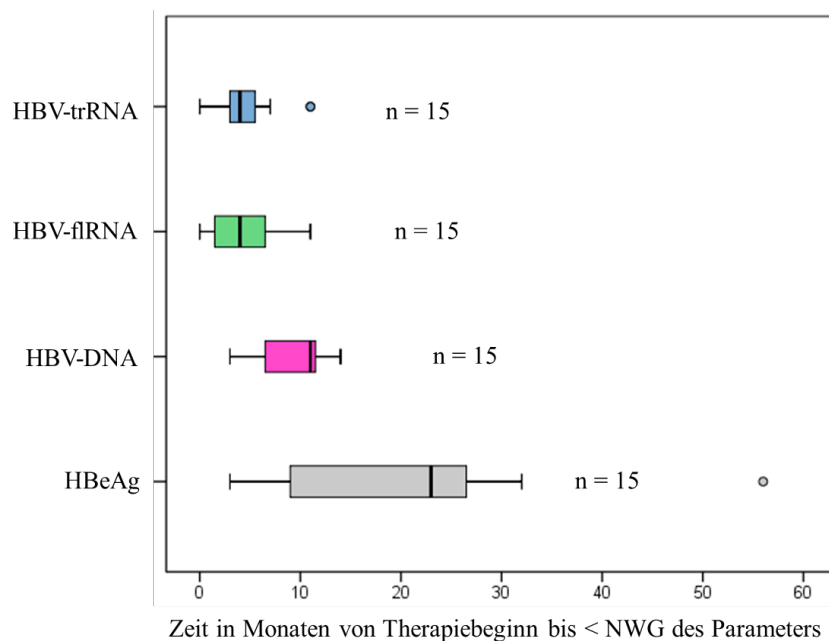 HBV-trRNA
n = 15
HBV-flRNA
n = 15
HBV-DNA
n = 15
HBeAg
n = 15
0 10 20 30 40 50 60
Zeit in Monaten von Therapiebeginn bis < NWG des Parameters